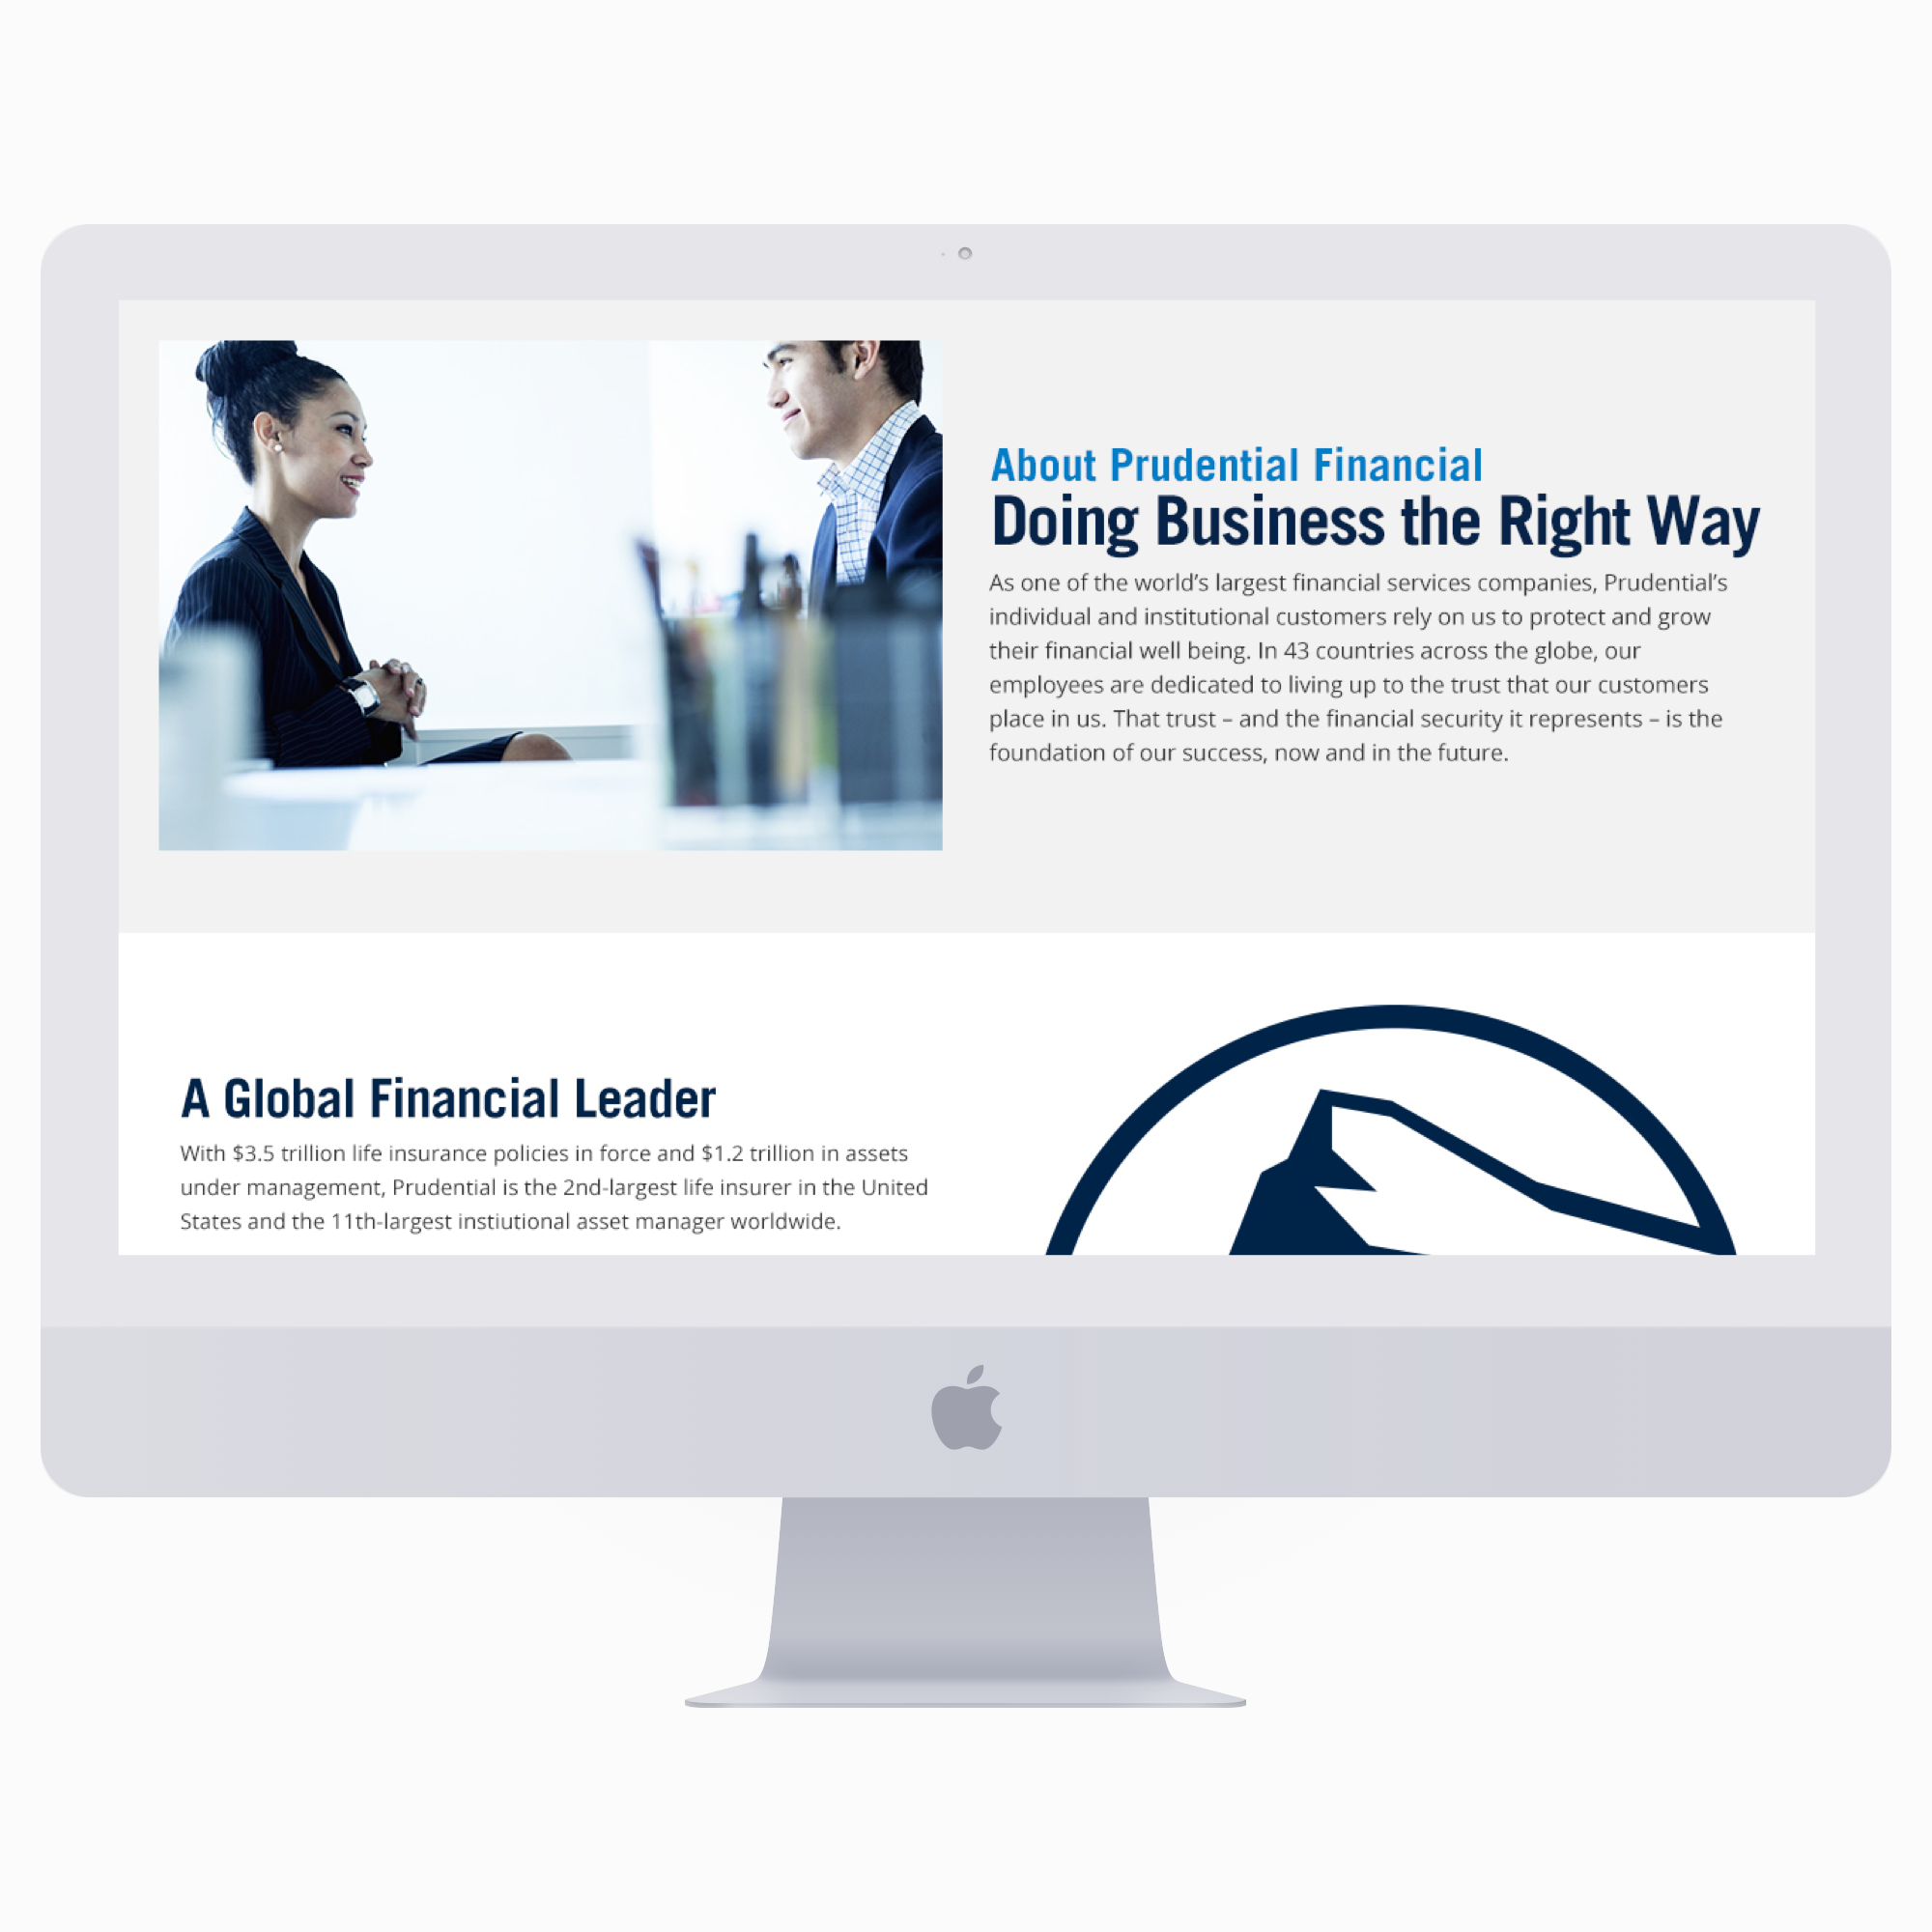 About Prudential Financial
Doing Business the Right Way
As one of the world’s largest financial services companies, Prudential’s
individual and institutional customers rely on us to protect and grow
their financial well being. In 43 countries across the globe, our
employees are dedicated to living up to the trust that our customers
place in us. That trust – and the financial security it represents – is the
foundation of our success, now and in the future.
A Global Financial Leader
With $3.5 trillion life insurance policies in force and $1.2 trillion in assets
under management, Prudential is the 2nd-largest life insurer in the United
States and the 11th-largest instiutional asset manager worldwide.